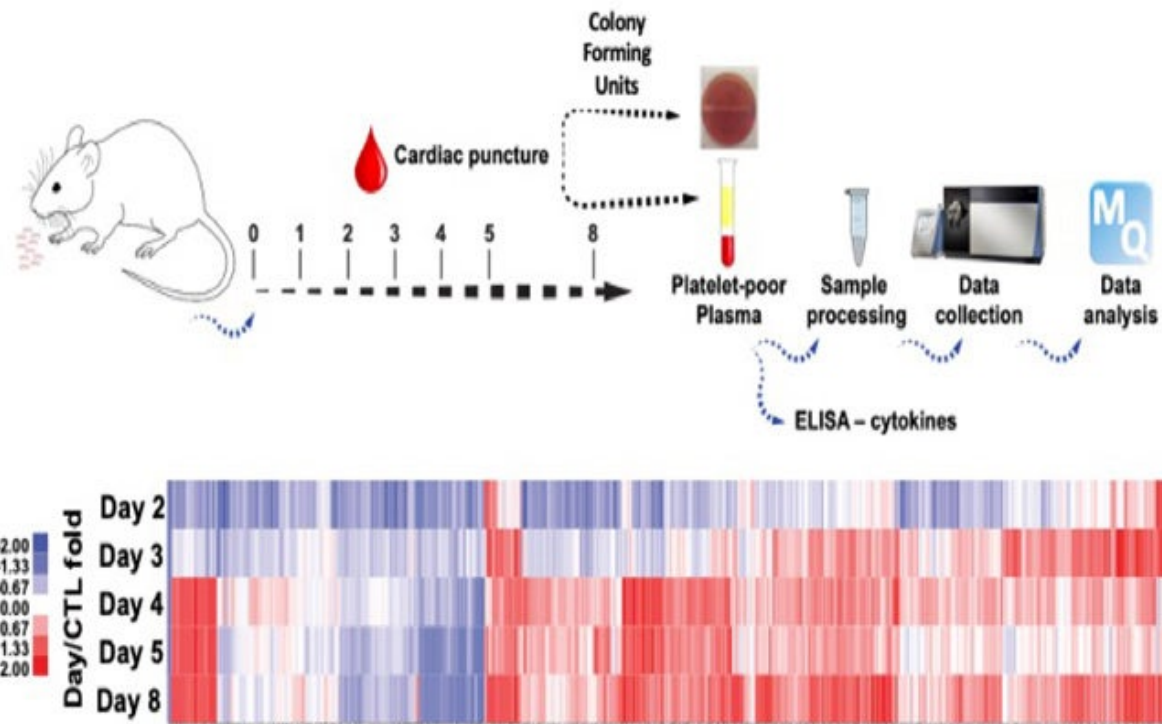 Colony
Forming
Units
Cardiac puncture
0 1 2 3 4 5 8
Platelet-poor
Plasma
Sample
processing
Data
collection
MQ
Data
analysis
ELISA – cytokines
Day/CTL fold
2.00
1.33
0.67
0.00
0.67
1.33
2.00
Day 2
Day 3
Day 4
Day 5
Day 8